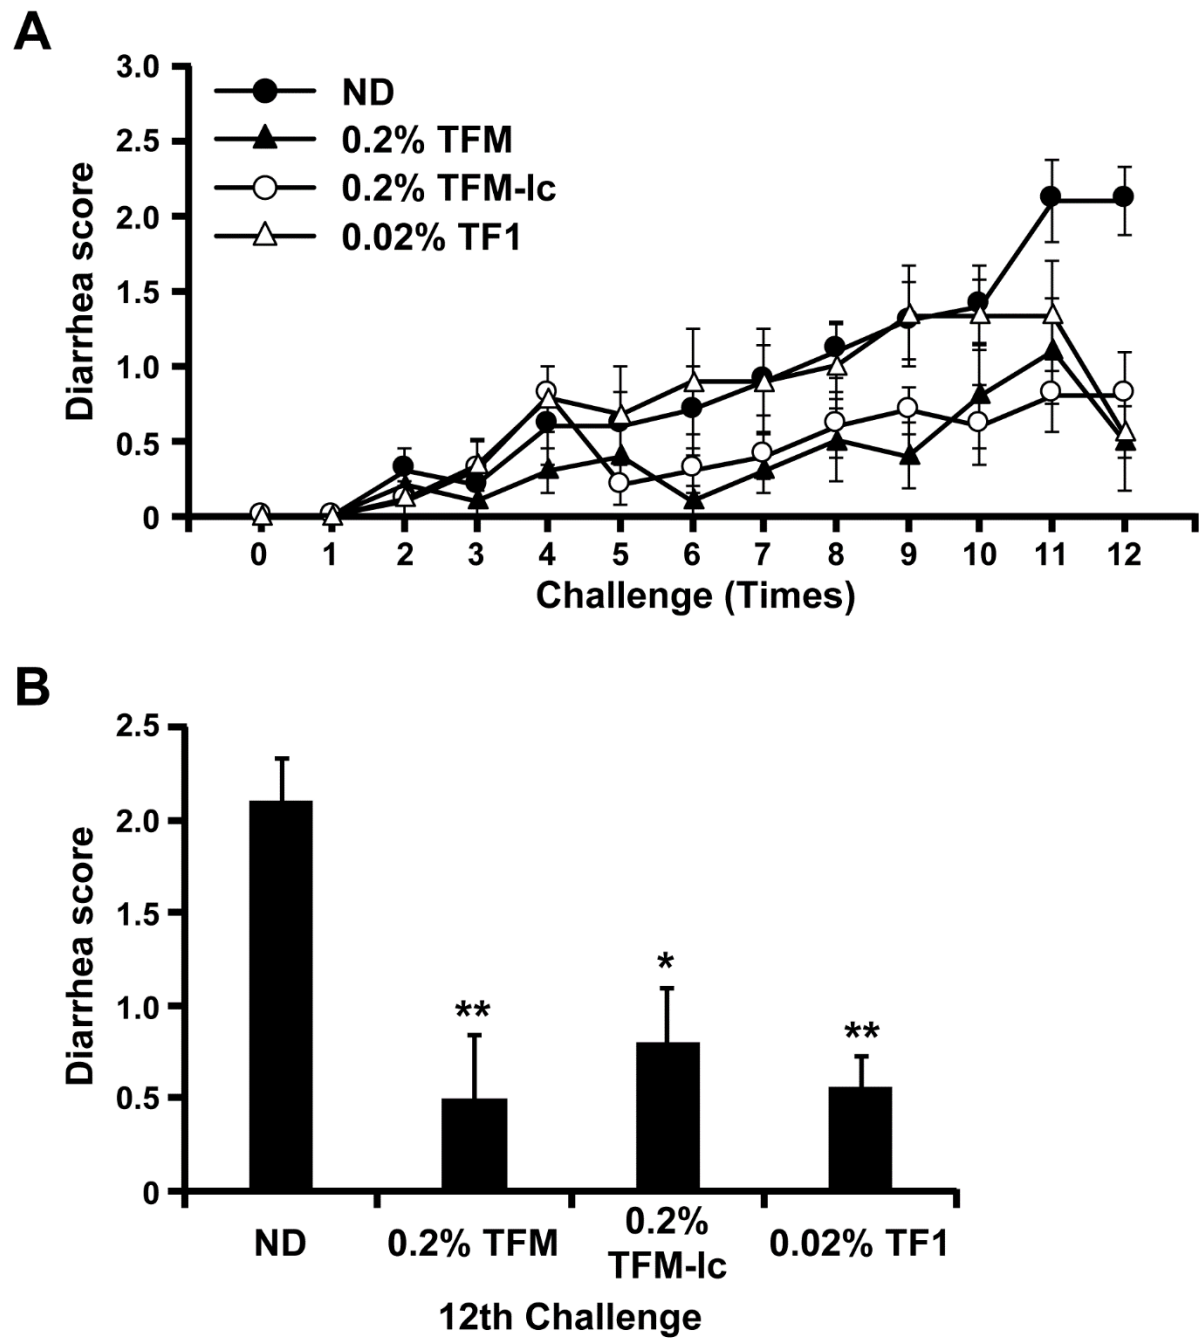 A
3.0
2.5
2.0
1.5
1.0
0.5
0
Diarrhea score
ND
0.2% TFM
0.2% TFM-lc
0.02% TF1
0 1 2 3 4 5 6 7 8 9 10 11 12
Challenge (Times)
B
2.5
2.0
1.5
1.0
0.5
0
Diarrhea score
**
*
**
ND
0.2% TFM
0.2%
TFM-lc
0.02% TF1
12th Challenge